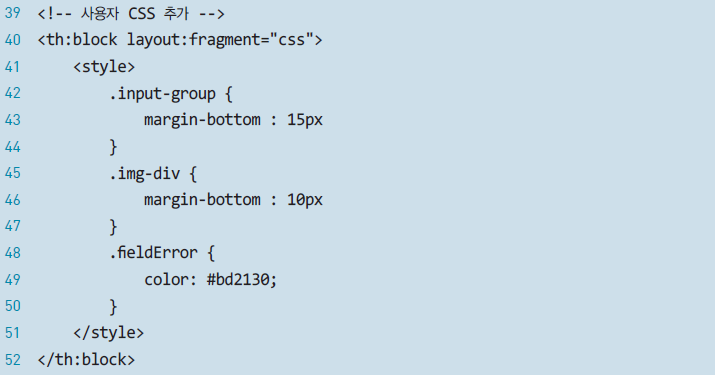 39 <!-- 사용자 CSS 추가 -->
40 <th:block layout:fragment="css">
41     <style>
42         .input-group {
43             margin-bottom : 15px
44         }
45         .img-div {
46             margin-bottom : 10px
47         }
48         .fieldError {
49             color: #bd2130;
50         }
51     </style>
52 </th:block>